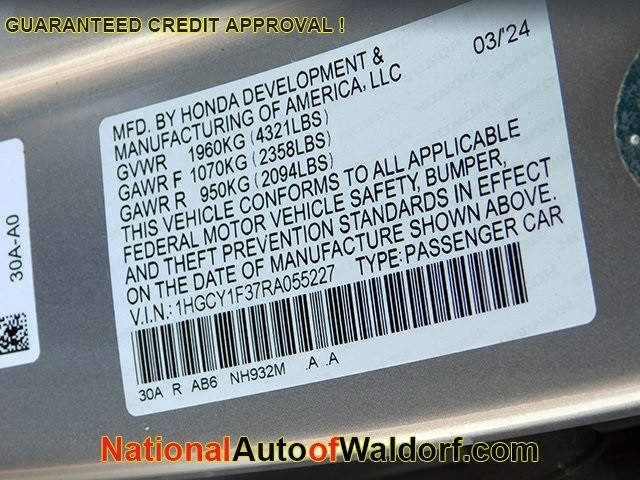 GUARANTEED CREDIT APPROVAL !
03/'24
MFD. BY HONDA DEVELOPMENT &
MANUFACTURING OF AMERICA, LLC
GVWR 1960KG (4321LBS)
GAWR F 1070KG (2358LBS)
GAWR R 950KG (2094LBS)
THIS VEHICLE CONFORMS TO ALL APPLICABLE
FEDERAL MOTOR VEHICLE SAFETY, BUMPER,
AND THEFT PREVENTION STANDARDS IN EFFECT
ON THE DATE OF MANUFACTURE SHOWN ABOVE.
V.I.N.:1HGCY1F37RA055227 TYPE:PASSENGER CAR
30A R AB6 NH932M .A .A
30A-A0
NationalAutoofWaldorf.com